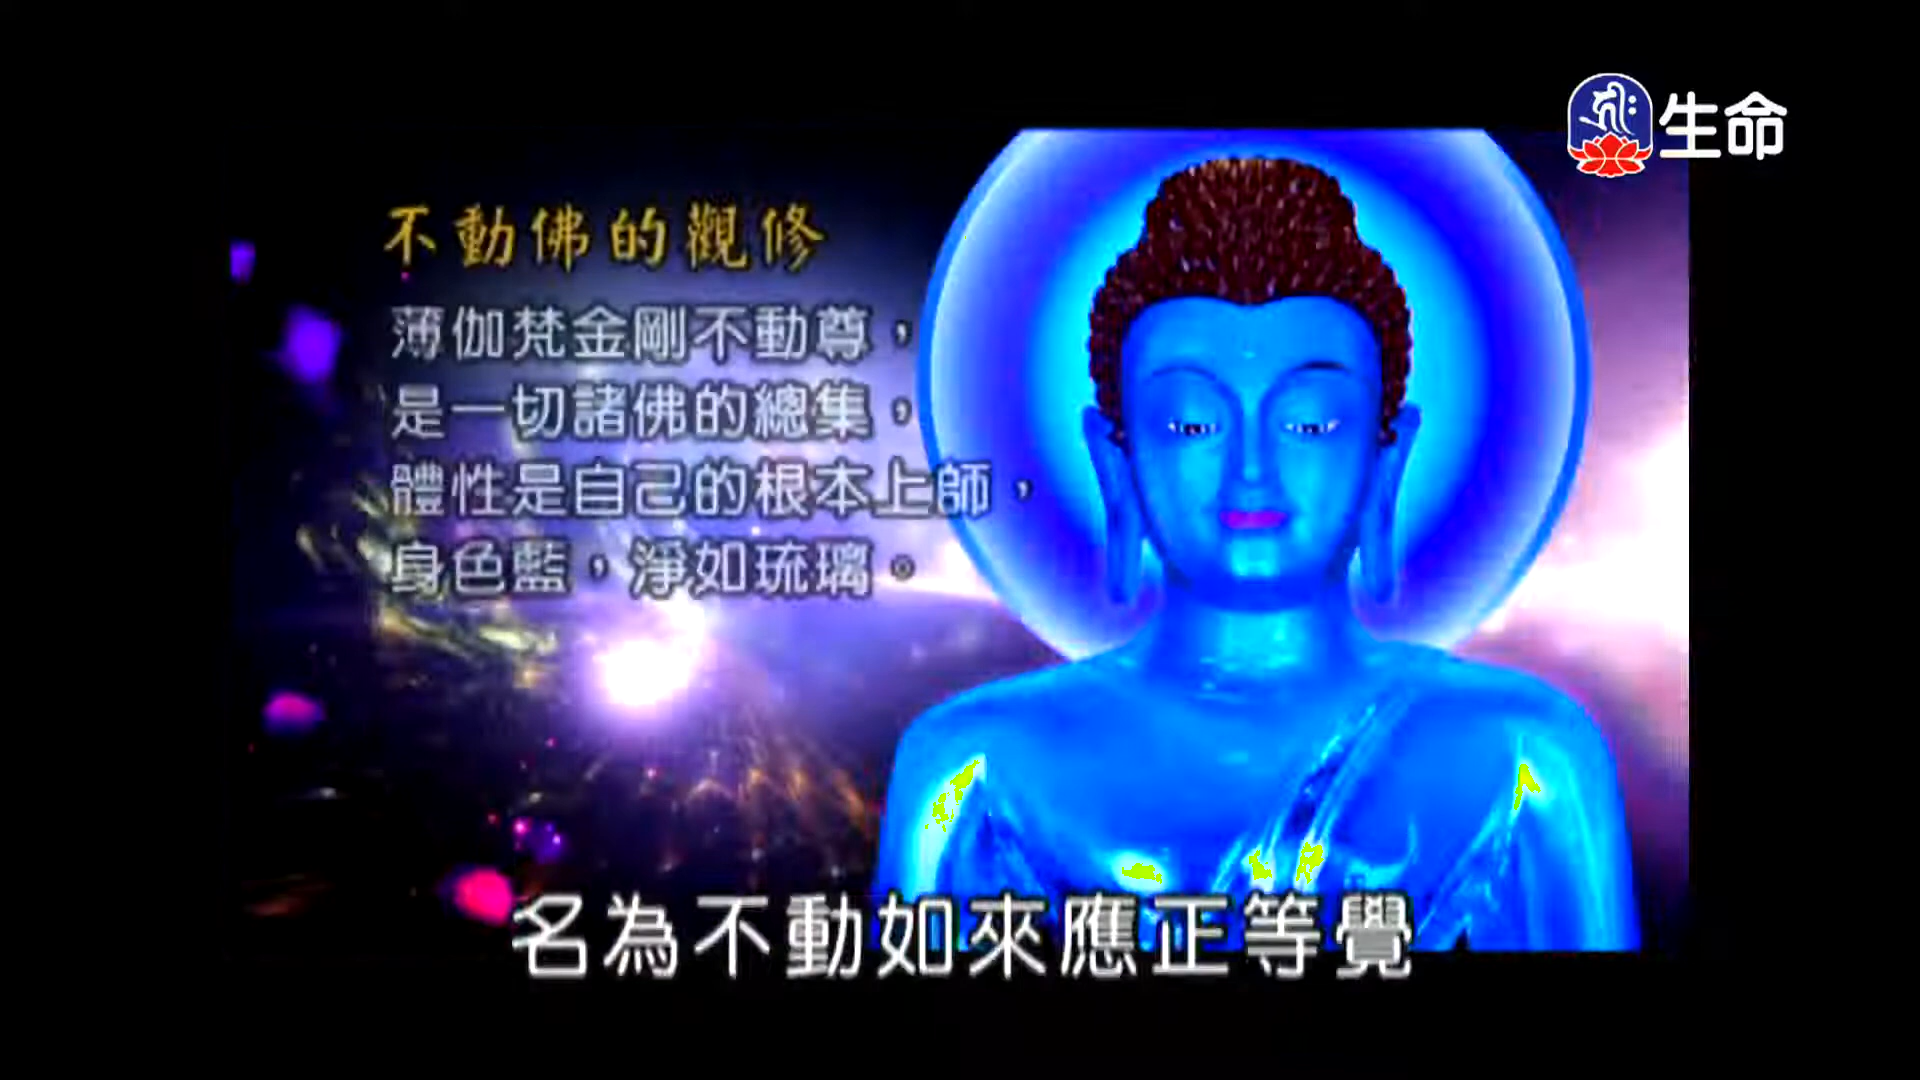 生命
不動佛的觀修
薄伽梵金剛不動尊，
是一切諸佛的總集，
體性是自己的根本上師，
身色藍，淨如琉璃。
名為不動如來應正等覺